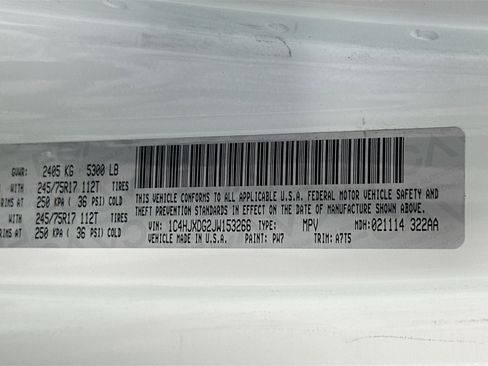 GVWR: 2405 KG 5300 LB
WITH 245/75R17 112T TIRES
RIMS AT 250 KPA ( 36 PSI) COLD
WITH 245/75R17 112T TIRES
RIMS AT 250 KPA ( 36 PSI) COLD
THIS VEHICLE CONFORMS TO ALL APPLICABLE U.S.A. FEDERAL MOTOR VEHICLE SAFETY AND
THEFT PREVENTION STANDARDS IN EFFECT ON THE DATE OF MANUFACTURE SHOWN ABOVE.
VIN: 1C4HJXDG2JW153266 TYPE: MPV MDH: 021114 322AA
VEHICLE MADE IN U.S.A. PAINT: PW7 TRIM: A7T5